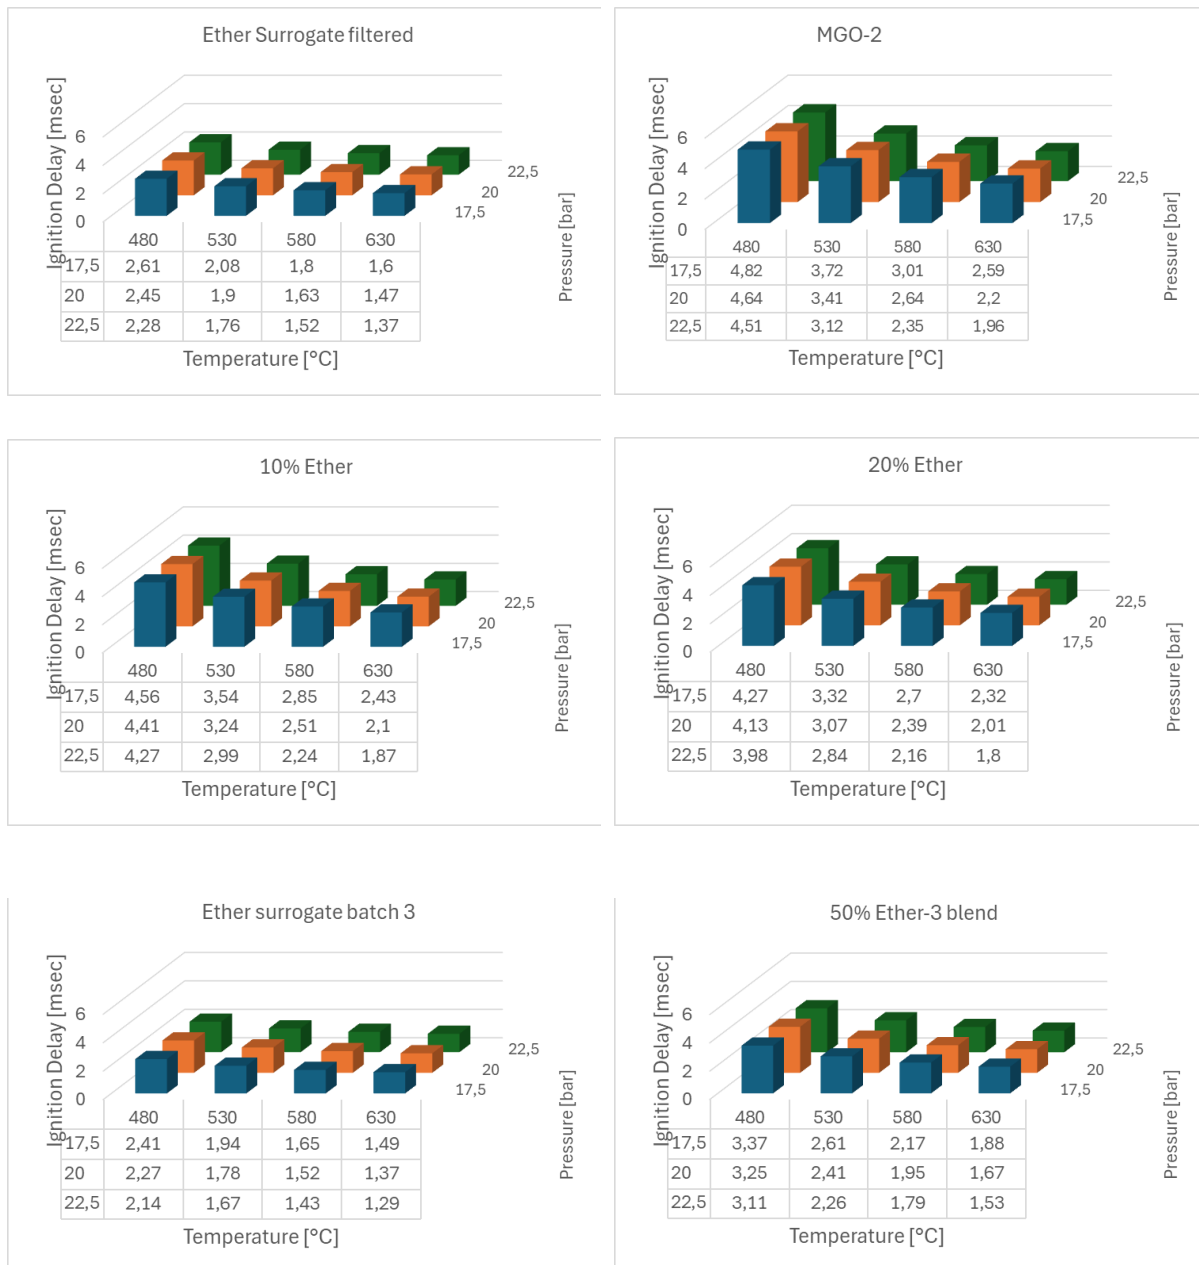 Ether Surrogate filtered
Ignition Delay [msec]
6
4
2
0
22,5
20
17,5
Pressure [bar]
480 530 580 630
17,5 2,61 2,08 1,8 1,6
20 2,45 1,9 1,63 1,47
22,5 2,28 1,76 1,52 1,37
Temperature [°C]
MGO-2
Ignition Delay [msec]
6
4
2
0
22,5
20
17,5
Pressure [bar]
480 530 580 630
17,5 4,82 3,72 3,01 2,59
20 4,64 3,41 2,64 2,2
22,5 4,51 3,12 2,35 1,96
Temperature [°C]
10% Ether
Ignition Delay [msec]
6
4
2
0
22,5
20
17,5
Pressure [bar]
480 530 580 630
17,5 4,56 3,54 2,85 2,43
20 4,41 3,24 2,51 2,1
22,5 4,27 2,99 2,24 1,87
Temperature [°C]
20% Ether
Ignition Delay [msec]
6
4
2
0
22,5
20
17,5
Pressure [bar]
480 530 580 630
17,5 4,27 3,32 2,7 2,32
20 4,13 3,07 2,39 2,01
22,5 3,98 2,84 2,16 1,8
Temperature [°C]
Ether surrogate batch 3
Ignition Delay [msec]
6
4
2
0
22,5
20
17,5
Pressure [bar]
480 530 580 630
17,5 2,41 1,94 1,65 1,49
20 2,27 1,78 1,52 1,37
22,5 2,14 1,67 1,43 1,29
Temperature [°C]
50% Ether-3 blend
Ignition Delay [msec]
6
4
2
0
22,5
20
17,5
Pressure [bar]
480 530 580 630
17,5 3,37 2,61 2,17 1,88
20 3,25 2,41 1,95 1,67
22,5 3,11 2,26 1,79 1,53
Temperature [°C]